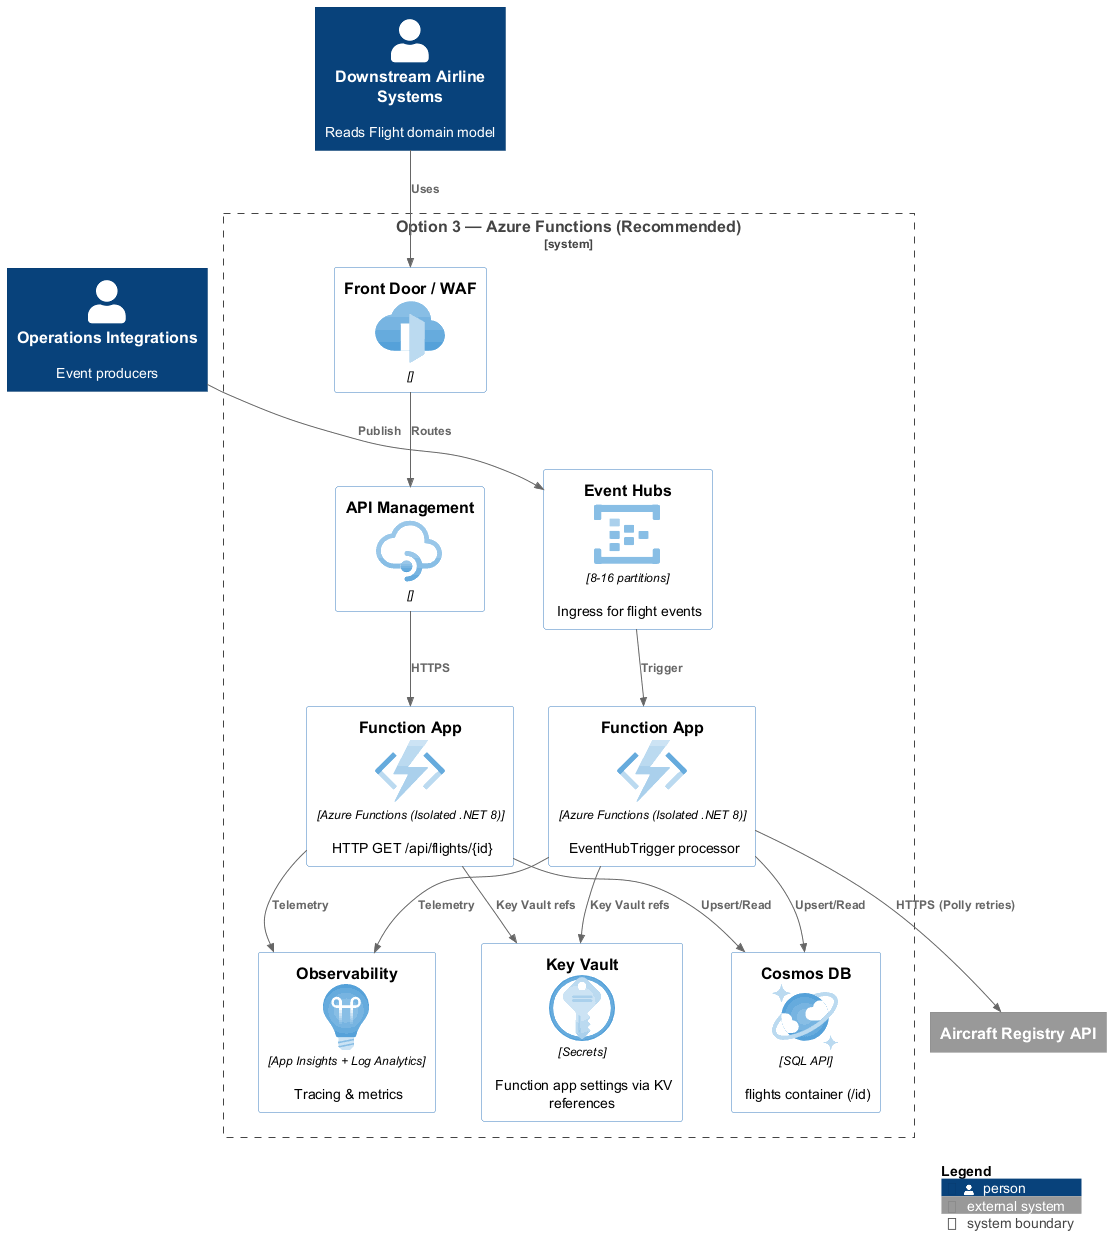 Downstream Airline
Systems
Reads Flight domain model
Uses
Option 3 — Azure Functions (Recommended)
[system]
Operations Integrations
Event producers
Front Door / WAF
[]
Publish
Routes
API Management
[]
Event Hubs
[8-16 partitions]
Ingress for flight events
HTTPS
Trigger
Function App
[Azure Functions (Isolated .NET 8)]
HTTP GET /api/flights/{id}
Function App
[Azure Functions (Isolated .NET 8)]
EventHubTrigger processor
Telemetry
Telemetry
Key Vault refs
Key Vault refs
Upsert/Read
Upsert/Read
HTTPS (Polly retries)
Observability
[App Insights + Log Analytics]
Tracing & metrics
Key Vault
[Secrets]
Function app settings via KV
references
Cosmos DB
[SQL API]
flights container (/id)
Aircraft Registry API
Legend
person
external system
system boundary